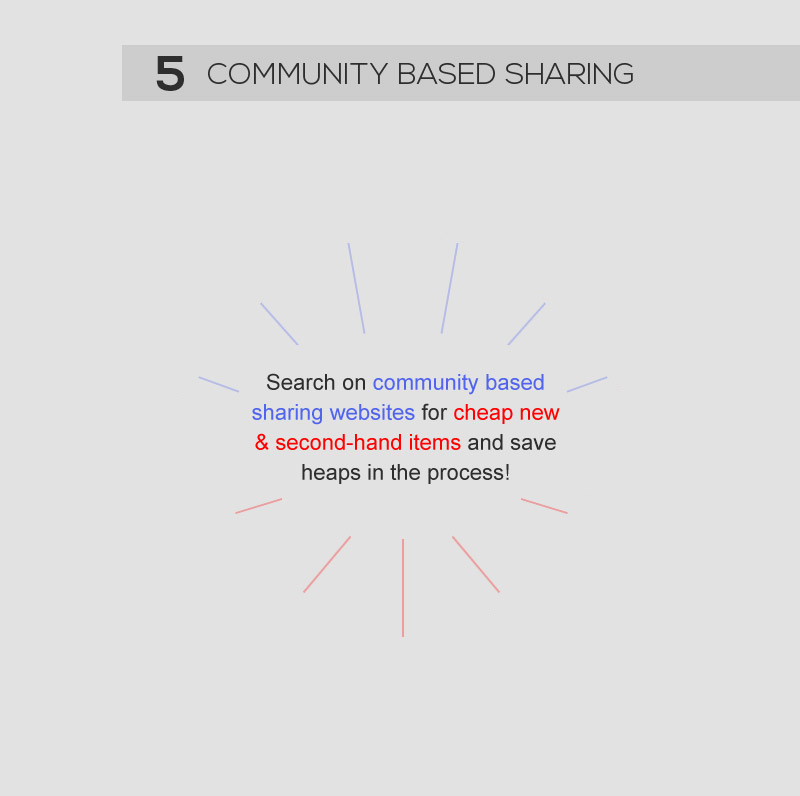 5 COMMUNITY BASED SHARING
Search on community based
sharing websites for cheap new
& second-hand items and save
heaps in the process!